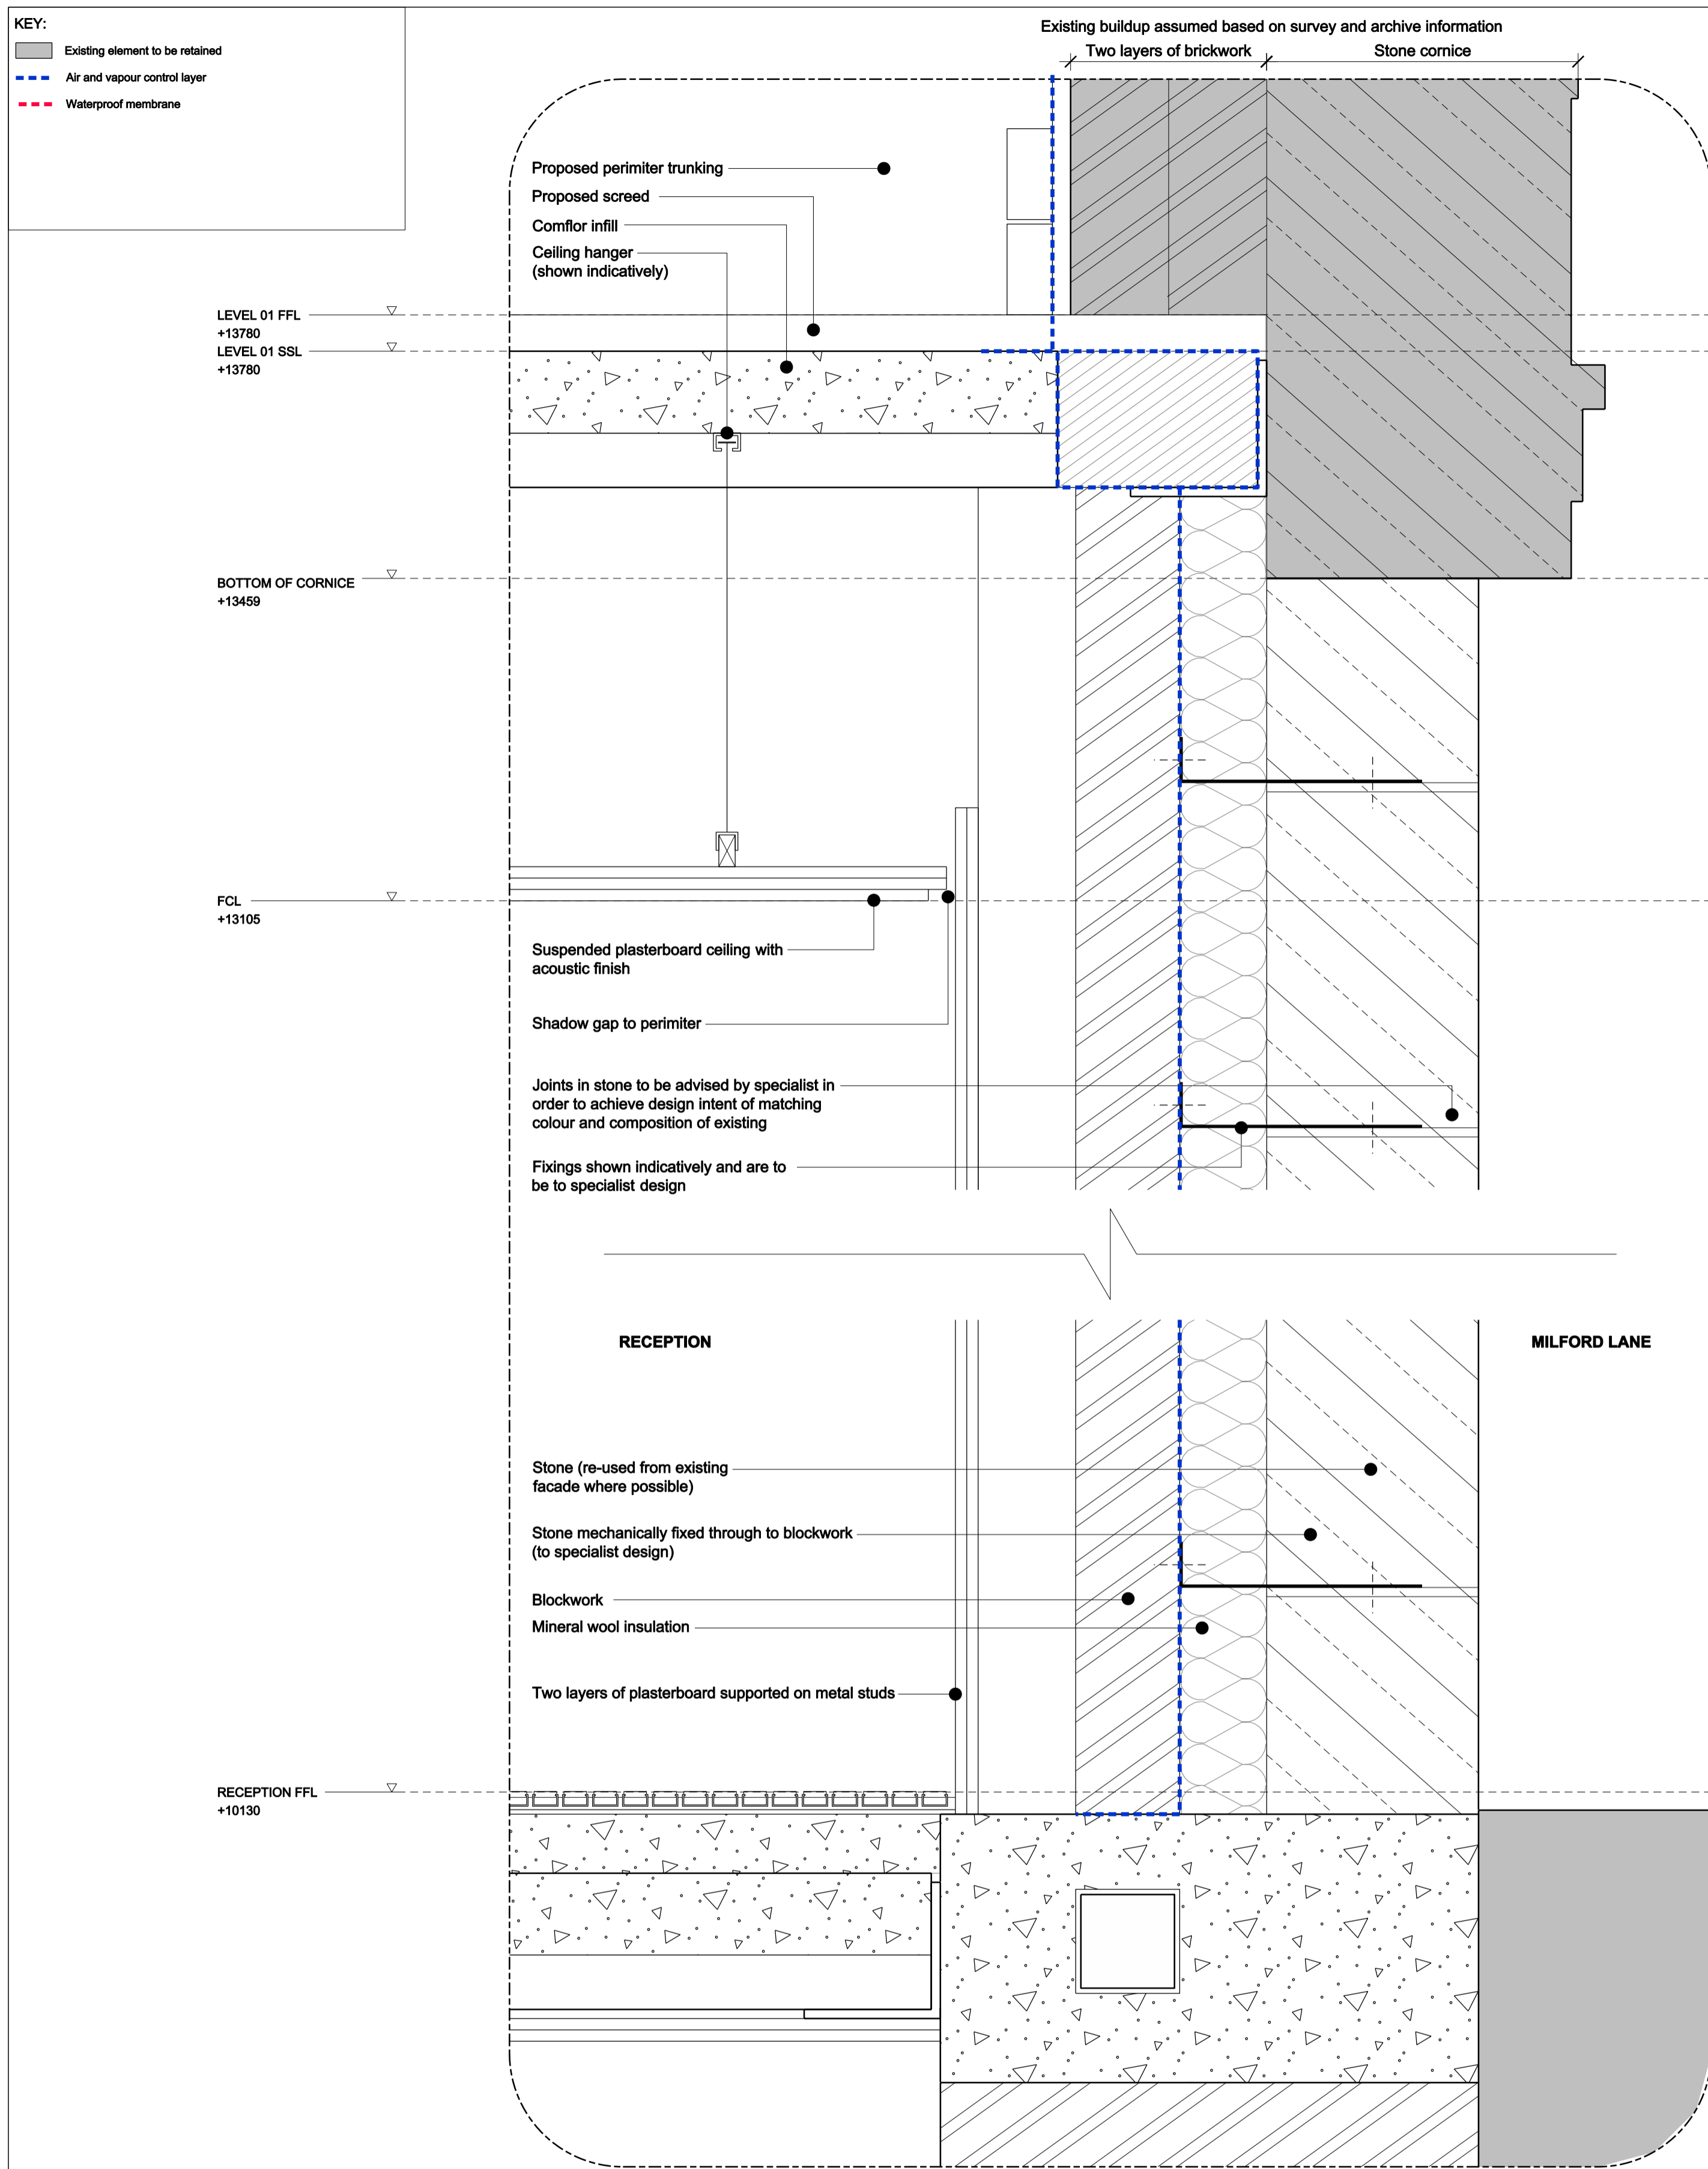 KEY:
Existing element to be retained
Air and vapour control layer
Waterproof membrane
Existing buildup assumed based on survey and archive information
Two layers of brickwork
Stone cornice
Proposed perimiter trunking
Proposed screed
Comflor infill
Ceiling hanger
(shown indicatively)
LEVEL 01 FFL
+13780
LEVEL 01 SSL
+13780
BOTTOM OF CORNICE
+13459
FCL
+13105
Suspended plasterboard ceiling with
acoustic finish
Shadow gap to perimiter
Joints in stone to be advised by specialist in
order to achieve design intent of matching
colour and composition of existing
Fixings shown indicatively and are to
be to specialist design
RECEPTION
MILFORD LANE
Stone (re-used from existing
facade where possible)
Stone mechanically fixed through to blockwork
(to specialist design)
Blockwork
Mineral wool insulation
Two layers of plasterboard supported on metal studs
RECEPTION FFL
+10130